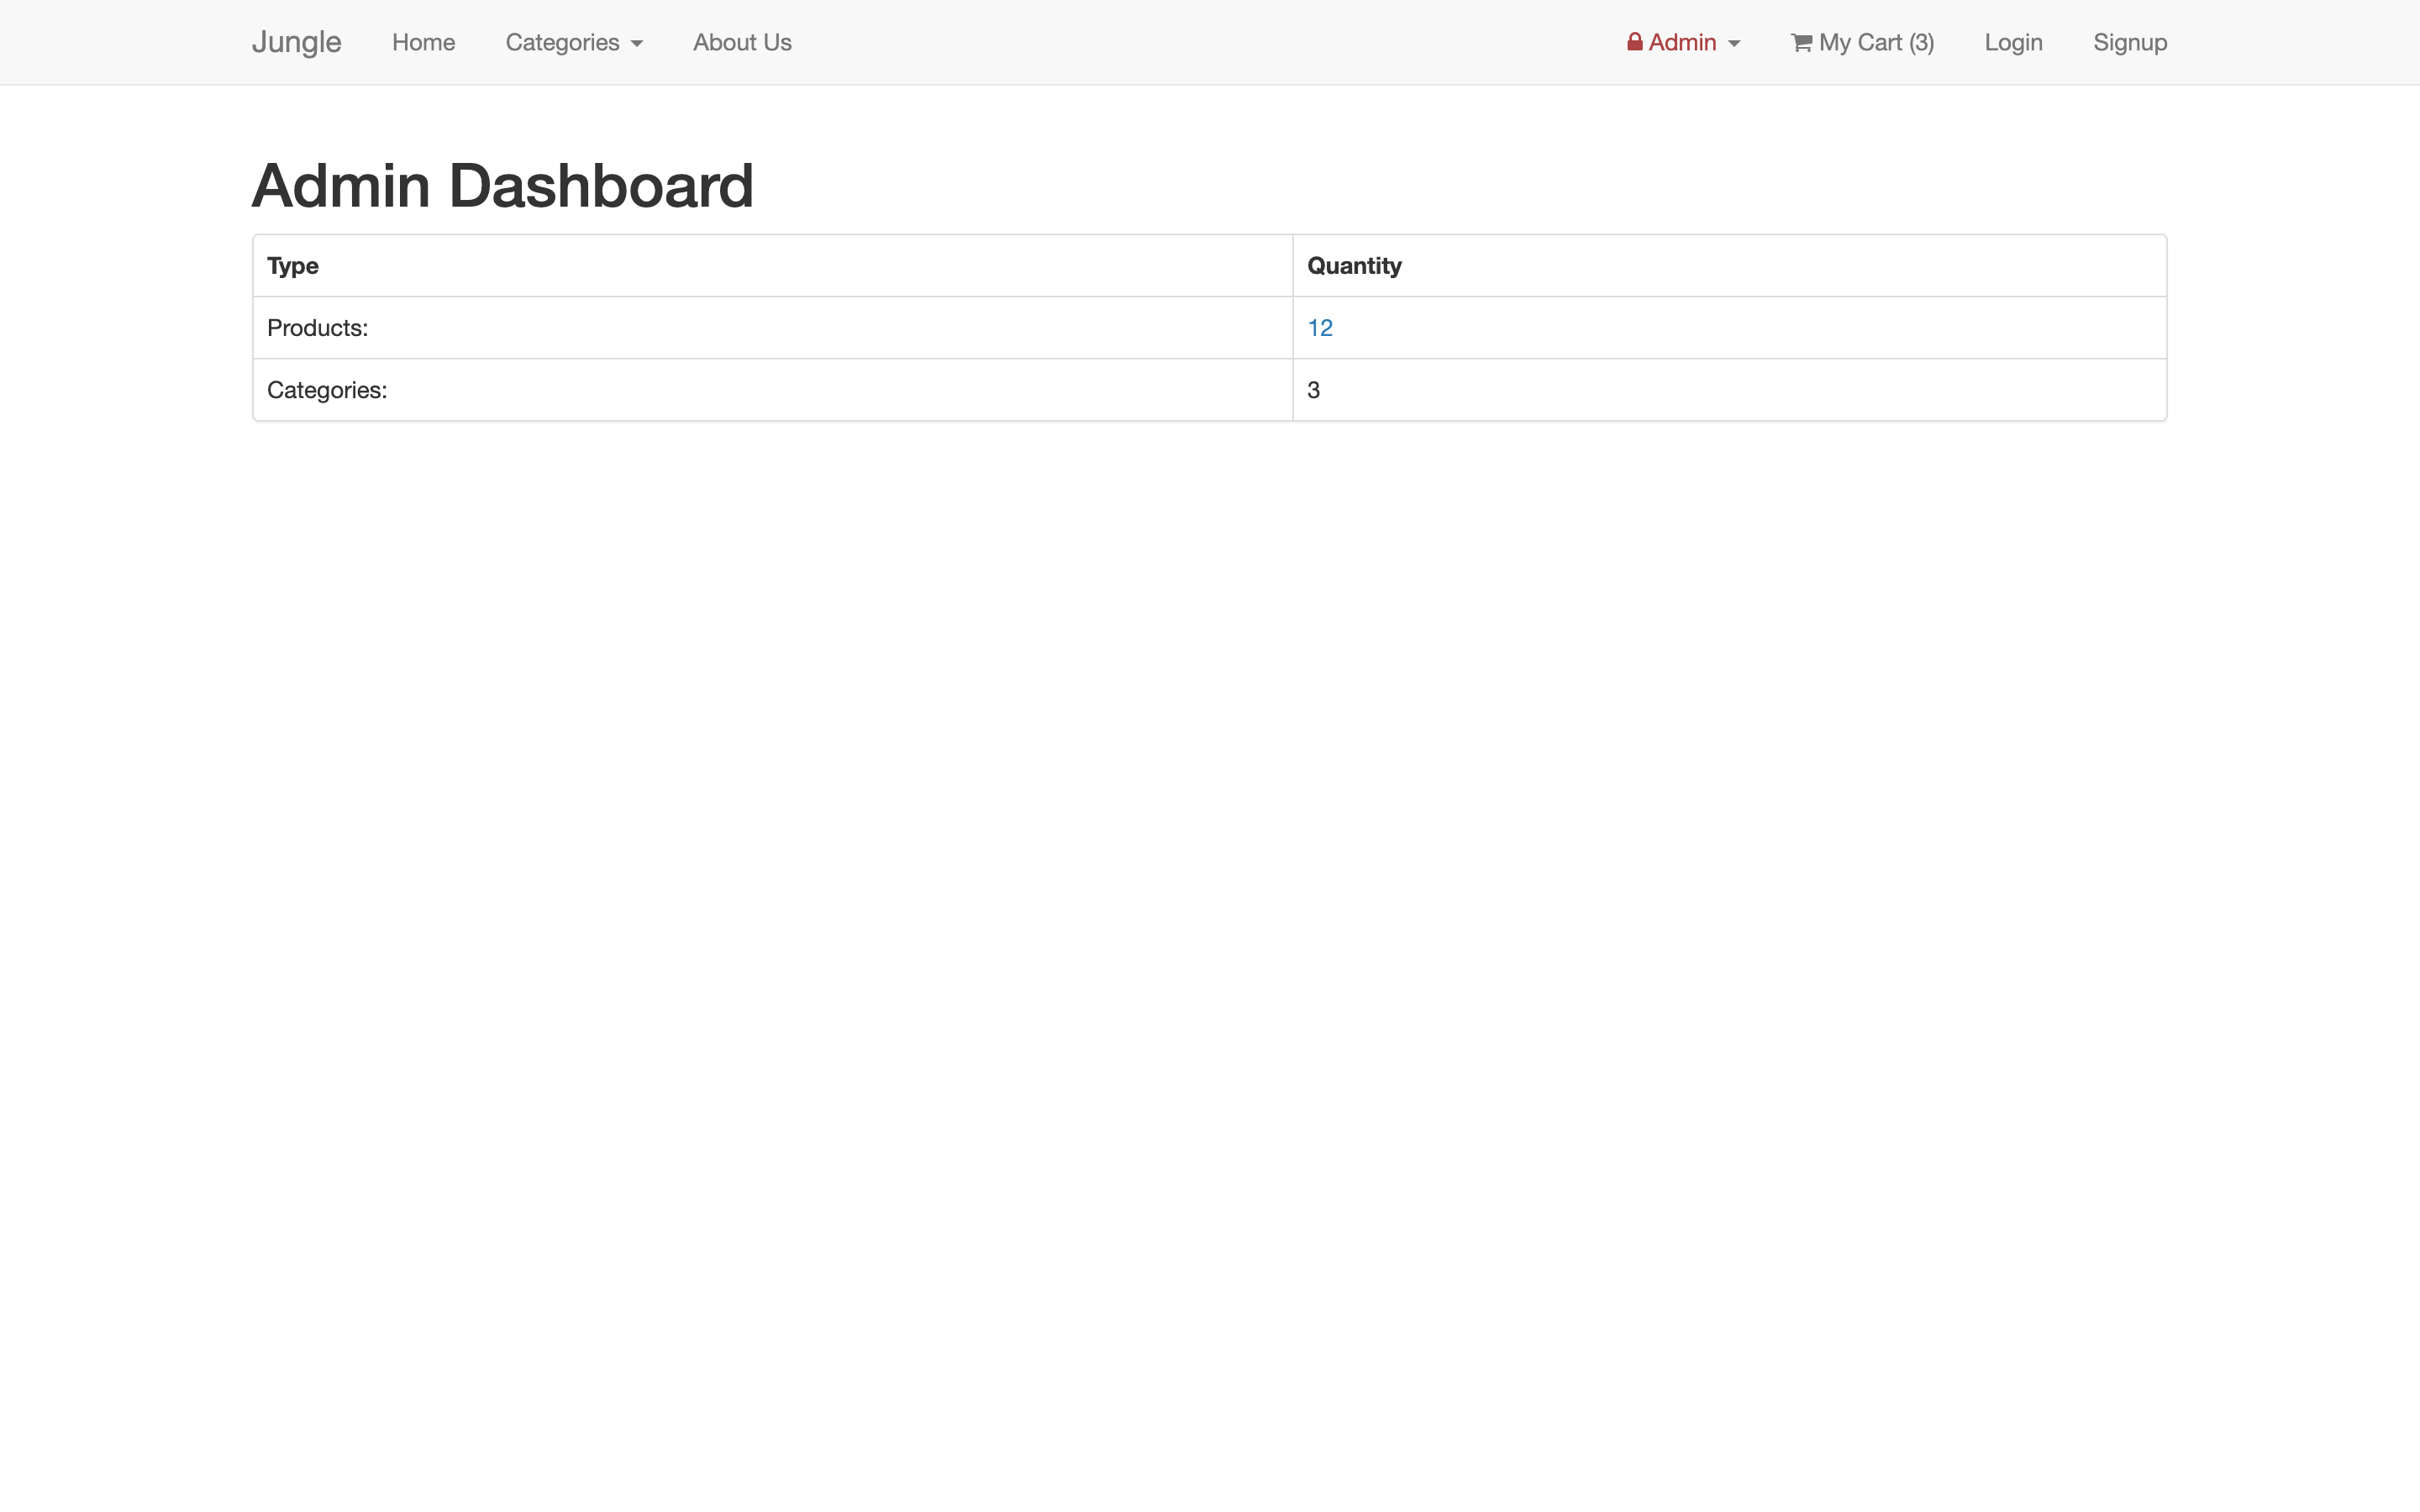 Jungle Home Categories About Us Admin My Cart (3) Login Signup
Admin Dashboard
Type Quantity
Products: 12
Categories: 3